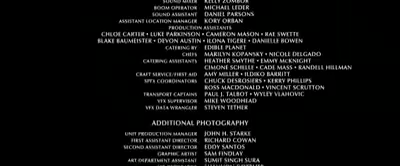 SOUND MIXER KELLY ZOMBOR
BOOM OPERATOR MICHAEL LEDER
SOUND ASSISTANT DANIEL PARSONS
ASSISTANT LOCATION MANAGER KORY ORBAN
PRODUCTION ASSISTANTS
CHLOE CARTER • LUKE PARKINSON • CAMERON MASON • RAE SWETTE
BLAKE BAUMEISTER • DEVON AUSTIN • ILONA TIGERE • DANIELLE BOWEN
CATERING BY EDIBLE PLANET
CHEFS MARILYN KOPANSKY • NICOLE DELGADO
CATERING ASSISTANTS HEATHER SMYTHE • EMMY MCKNIGHT
CIMONE SCHELLE • CADE MASS • RANDELL HILLMAN
CRAFT SERVICE/FIRST AID AMY MILLER • ILDIKO BARRITT
SPFX COORDINATORS CHUCK DESROSIERS • KERRY PHILLIPS
ROSS MACDONALD • VINCENT SCRUTTON
TRANSPORT CAPTAINS PAUL J. TALBOT • WYLEY VLAHOVIC
VFX SUPERVISOR MIKE WOODHEAD
VFX DATA WRANGLER STEVEN TETHER
ADDITIONAL PHOTOGRAPHY
UNIT PRODUCTION MANAGER JOHN H. STARKE
FIRST ASSISTANT DIRECTOR RICHARD COWAN
SECOND ASSISTANT DIRECTOR EDDY SANTOS
GRAPHIC ARTIST SAM FINDLAY
ART DEPARTMENT ASSISTANT SUMIT SINGH SURA